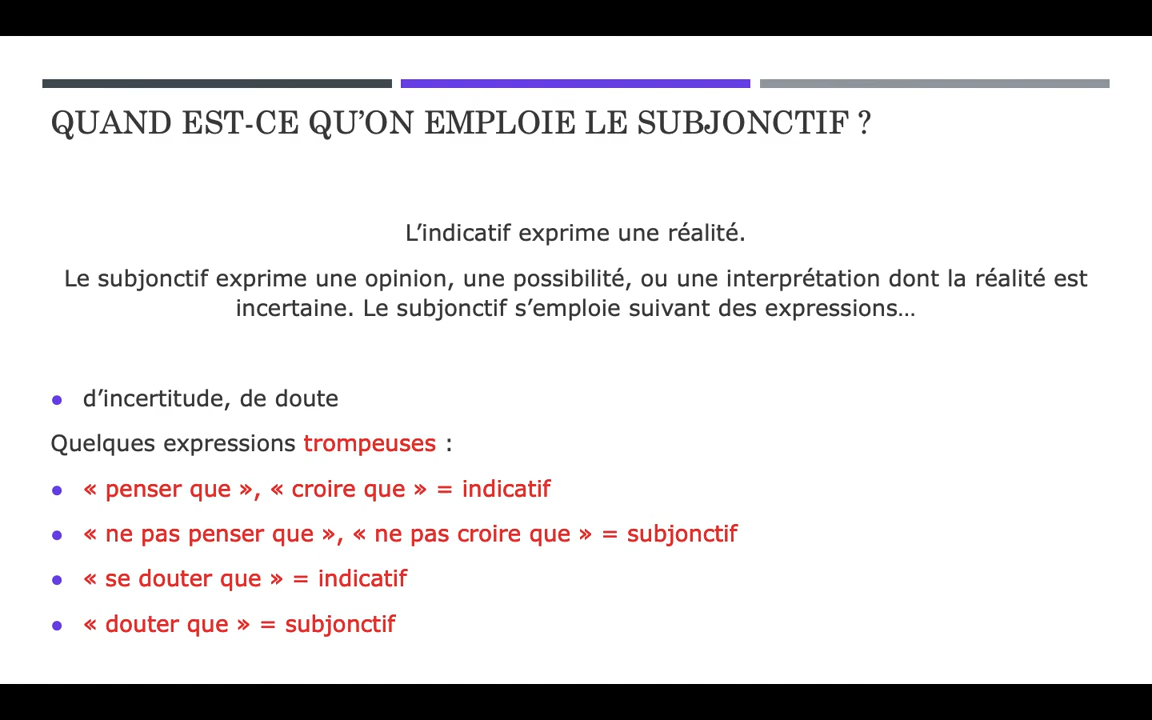 QUAND EST-CE QU’ON EMPLOIE LE SUBJONCTIF ?
L’indicatif exprime une réalité.
Le subjonctif exprime une opinion, une possibilité, ou une interprétation dont la réalité est
incertaine. Le subjonctif s’emploie suivant des expressions…
● d’incertitude, de doute
Quelques expressions trompeuses :
● « penser que », « croire que » = indicatif
● « ne pas penser que », « ne pas croire que » = subjonctif
● « se douter que » = indicatif
● « douter que » = subjonctif